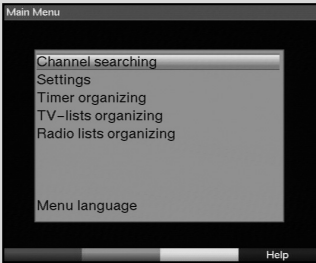 Main Menu
Channel searching
Settings
Timer organizing
TV-lists organizing
Radio lists organizing
Menu language
Help